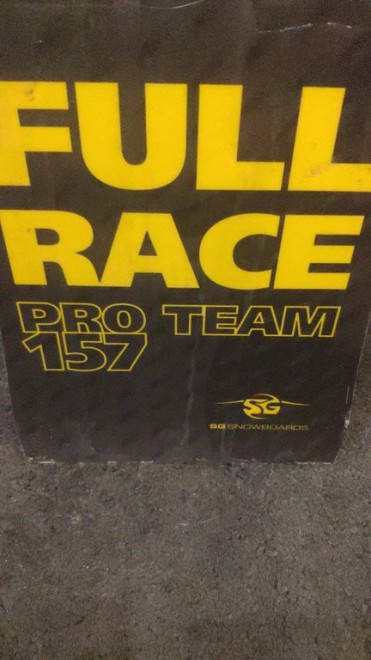 FULL
RACE
PRO TEAM
157
SG
SG SNOWBOARDS